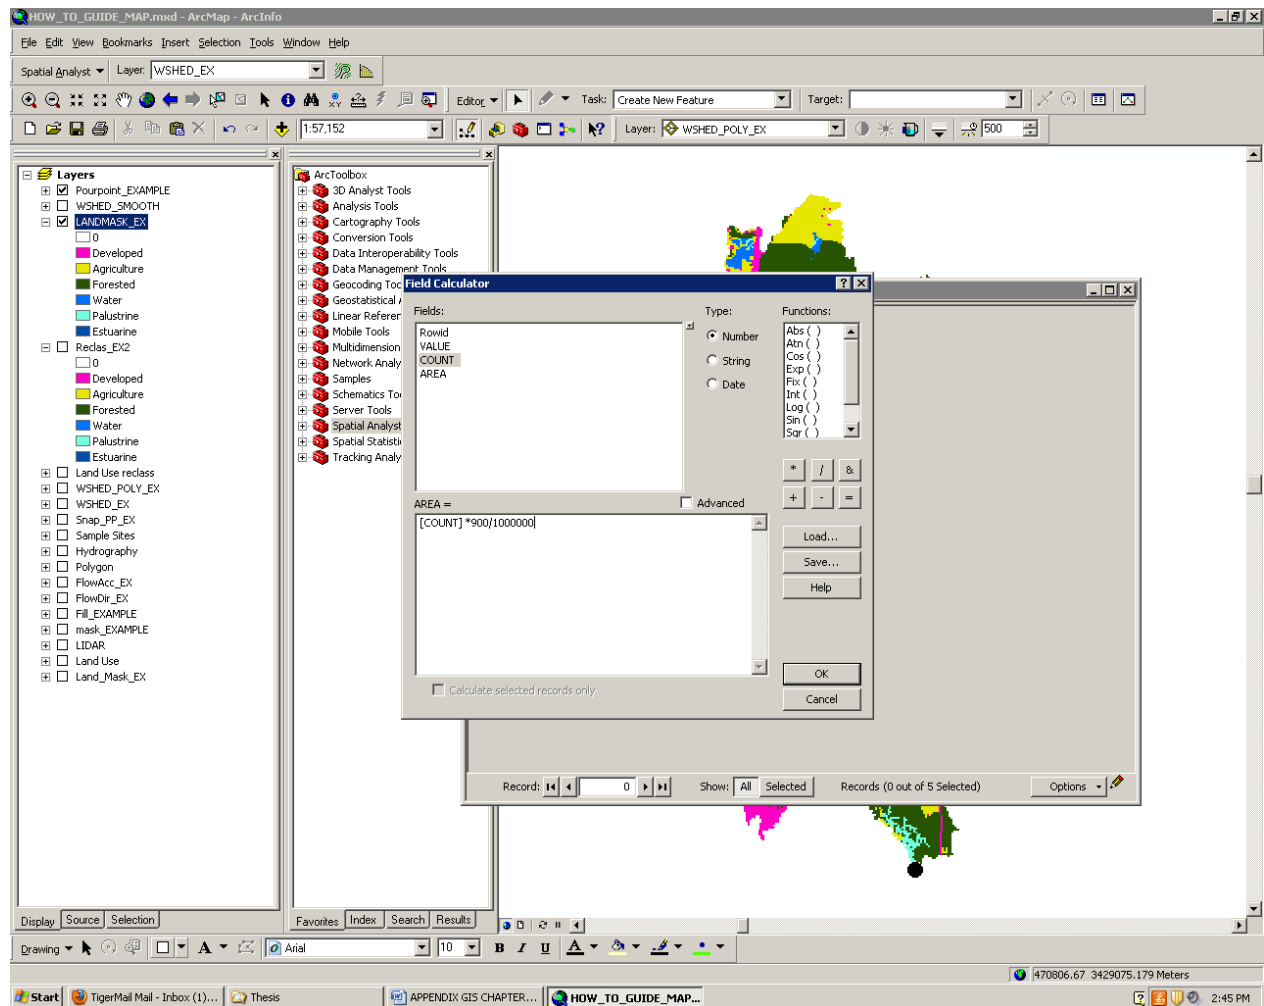 HOW_TO_GUIDE_MAP.mxd - ArcMap - ArcInfo
File Edit View Bookmarks Insert Selection Tools Window Help
Spatial Analyst Layer: WSHED_EX
Editor Task: Create New Feature Target:
1:57,152 Layer: WSHED_POLY_EX 500
Layers
Pourpoint_EXAMPLE
WSHED_SMOOTH
LANDMASK_EX
0
Developed
Agriculture
Forested
Water
Palustrine
Estuarine
Reclas_EX2
0
Developed
Agriculture
Forested
Water
Palustrine
Estuarine
Land Use reclass
WSHED_POLY_EX
WSHED_EX
Snap_PP_EX
Sample Sites
Hydrography
Polygon
FlowAcc_EX
FlowDir_EX
Fill_EXAMPLE
mask_EXAMPLE
LIDAR
Land Use
Land_Mask_EX
Display Source Selection
ArcToolbox
3D Analyst Tools
Analysis Tools
Cartography Tools
Conversion Tools
Data Interoperability Tools
Data Management Tools
Geocoding Too
Geostatistical A
Linear Referen
Mobile Tools
Multidimension
Network Analy
Samples
Schematics Too
Server Tools
Spatial Analyst
Spatial Statisti
Tracking Analy
Favorites Index Search Results
Field Calculator
Fields:
Rowid
VALUE
COUNT
AREA
Type:
Number
String
Date
Functions:
Abs ( )
Atn ( )
Cos ( )
Exp ( )
Fix ( )
Int ( )
Log ( )
Sin ( )
Sqr ( )
* / &
+ - =
AREA =
Advanced
[COUNT] *900/1000000
Load...
Save...
Help
Calculate selected records only
OK
Cancel
Record: 0 Show: All Selected Records (0 out of 5 Selected) Options
Drawing A Arial 10 B I U A
470806.67 3429075.179 Meters
Start TigerMail Mail - Inbox (1)... Thesis APPENDIX GIS CHAPTER... HOW_TO_GUIDE_MAP... 2:45 PM